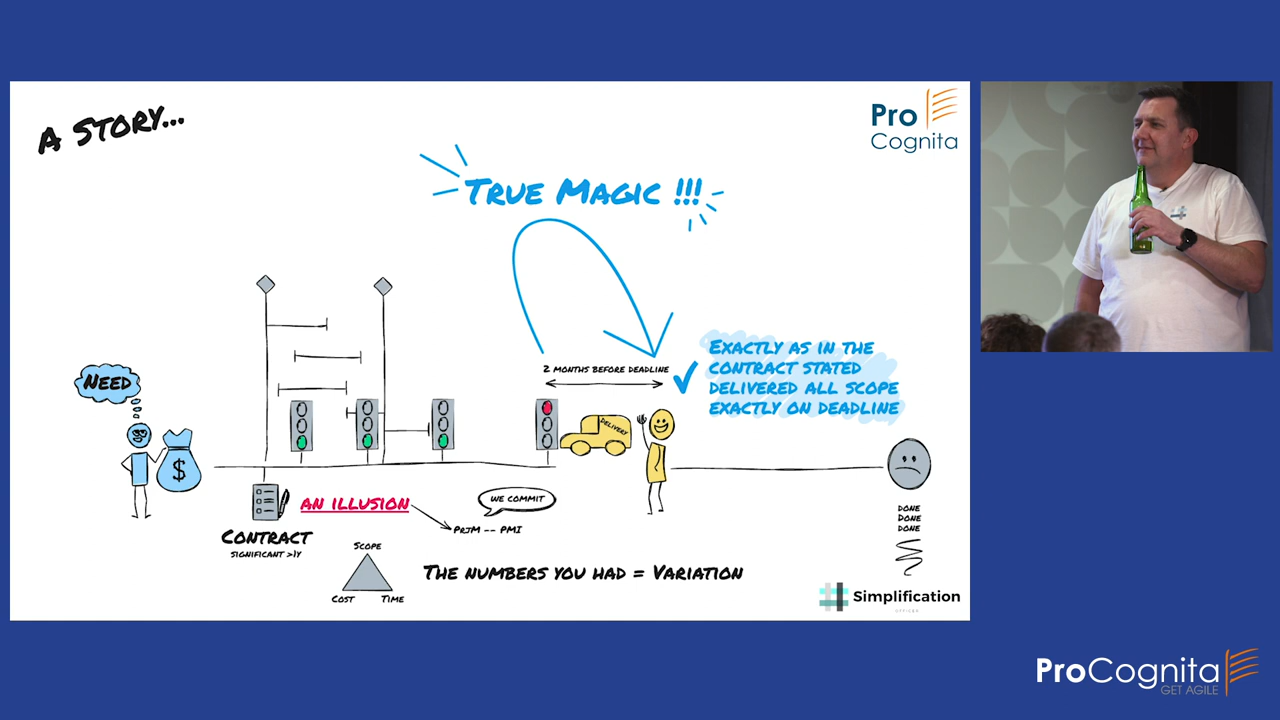 A Story...
Pro
Cognita
True Magic !!!
Need
$
2 months before deadline
Delivery
Exactly as in the
contract stated
delivered all scope
exactly on deadline
An illusion
We commit
PrjM -- PMI
Contract
significant >1y
Scope
Cost
Time
The numbers you had = Variation
Done
Done
Done
Simplification
OFFICER
ProCognita
GET AGILE